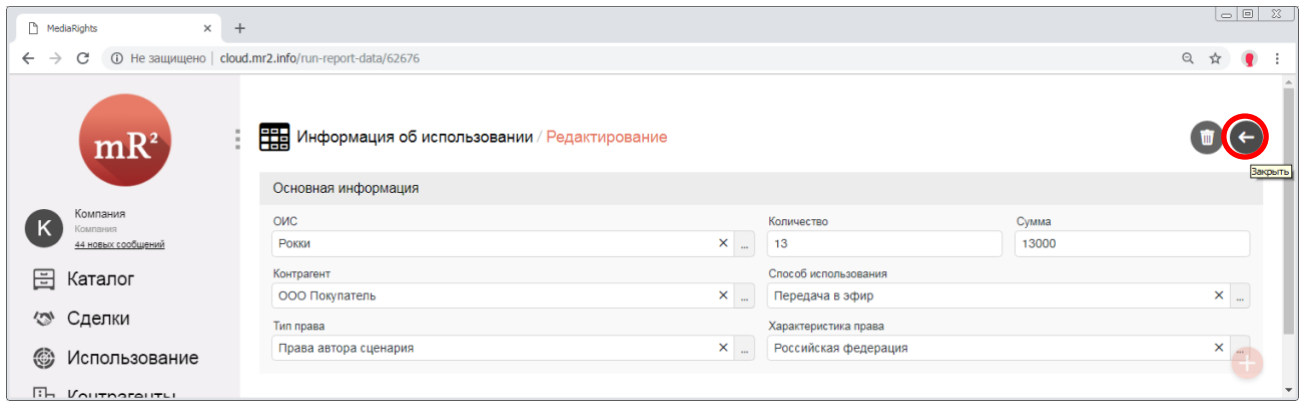 MediaRights
Не защищено | cloud.mr2.info/run-report-data/62676
mR²
Информация об использовании / Редактирование
Закрыть
Основная информация
Компания
К
Компания
44 новых сообщений
ОИС
Количество
Сумма
Рокки
...
13
13000
Каталог
Контрагент
Способ использования
ООО Покупатель
...
Передача в эфир
...
Сделки
Тип права
Характеристика права
Права автора сценария
...
Российская федерация
...
Использование
Контрагенты